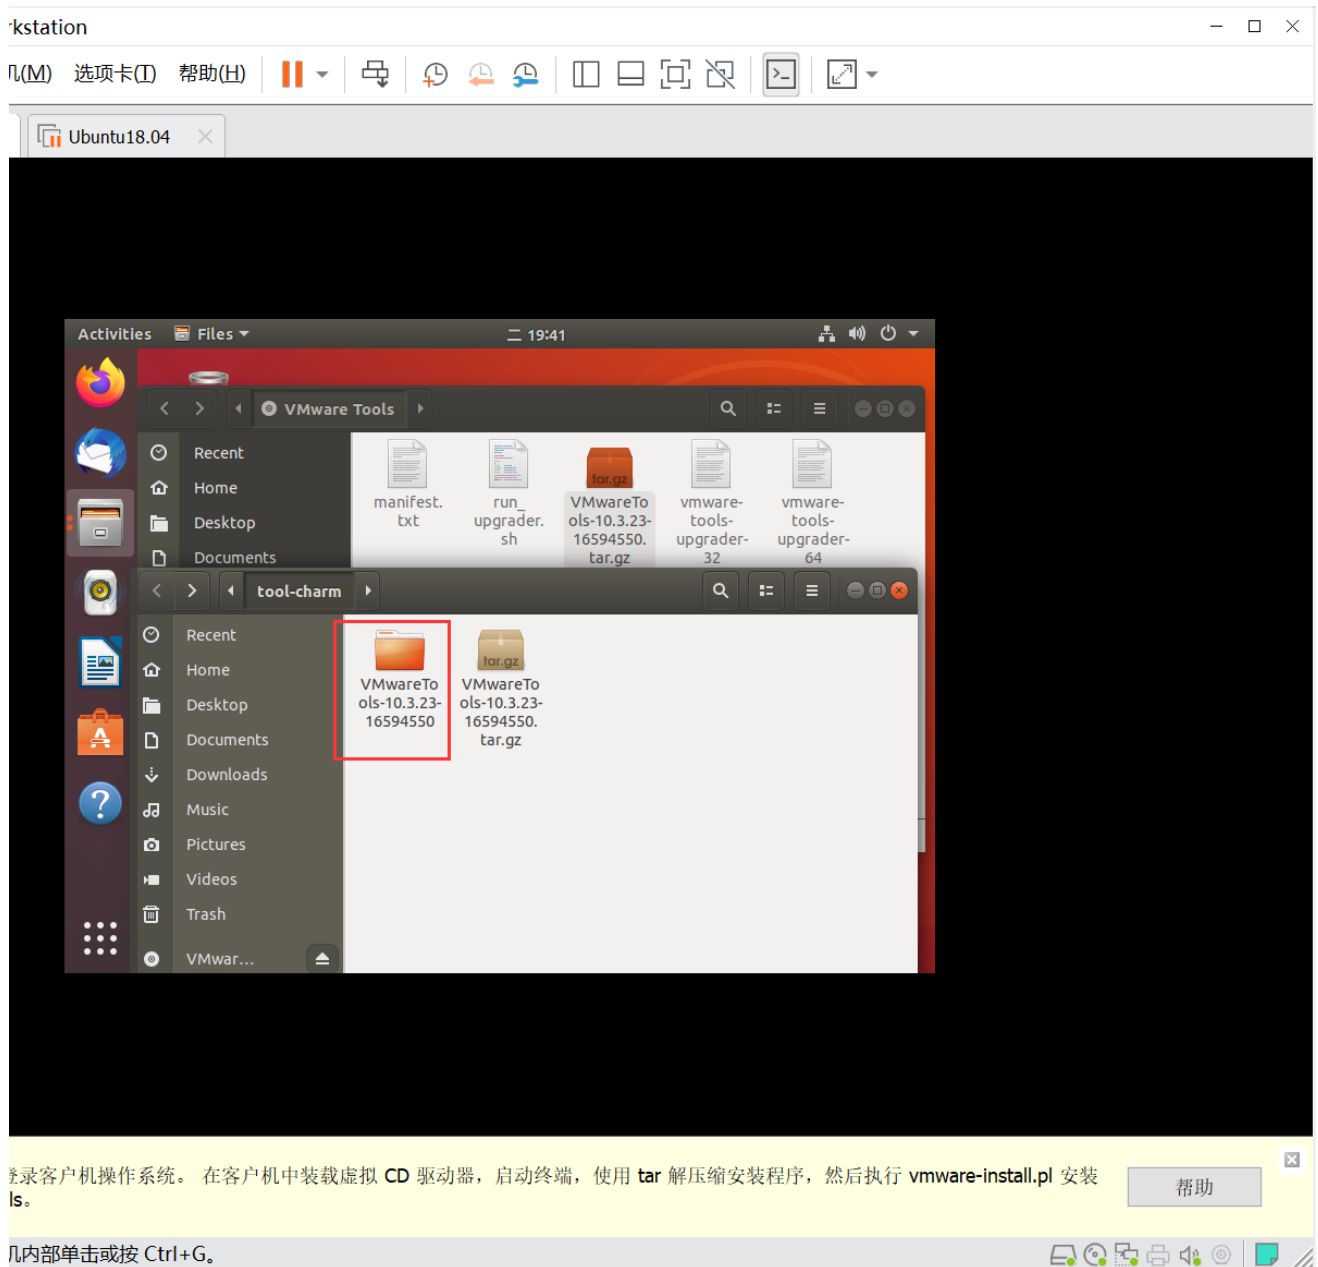 rkstation
几(M) 选项卡(T) 帮助(H)
Ubuntu18.04
Activities Files 二 19:41
VMware Tools
Recent
Home
Desktop
Documents
manifest.
txt
run_
upgrader.
sh
tar.gz
VMwareTo
ols-10.3.23-
16594550.
tar.gz
vmware-
tools-
upgrader-
32
vmware-
tools-
upgrader-
64
tool-charm
Recent
Home
Desktop
Documents
Downloads
Music
Pictures
Videos
Trash
VMwar...
VMwareTo
ols-10.3.23-
16594550
tar.gz
VMwareTo
ols-10.3.23-
16594550.
tar.gz
登录客户机操作系统。 在客户机中装载虚拟 CD 驱动器，启动终端，使用 tar 解压缩安装程序，然后执行 vmware-install.pl 安装
ls。
帮助
机内部单击或按 Ctrl+G。